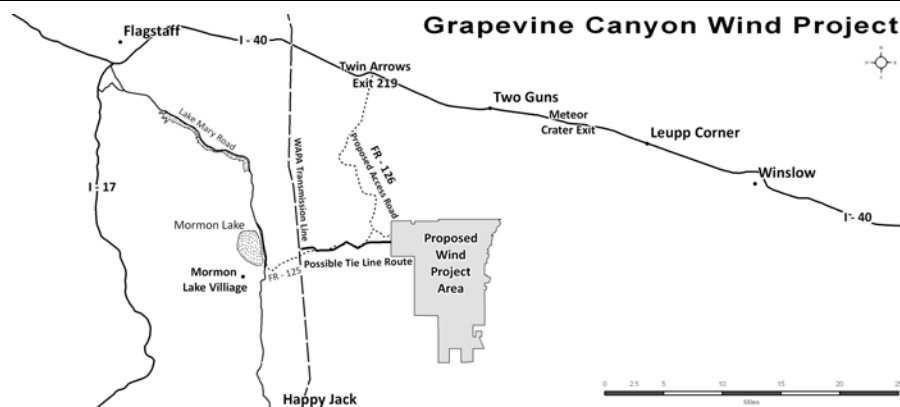 Grapevine Canyon Wind Project
Flagstaff
I - 40
Twin Arrows
Exit 219
Two Guns
Meteor
Crater Exit
Leupp Corner
Winslow
I - 40
Lake Mary Road
WAPA Transmission Line
FR - 126
Proposed Access Road
I - 17
Mormon Lake
Mormon
Lake Villiage
FR - 125
Possible Tie Line Route
Proposed
Wind
Project
Area
Happy Jack
0 2.5 5 10 15 20 25
Miles